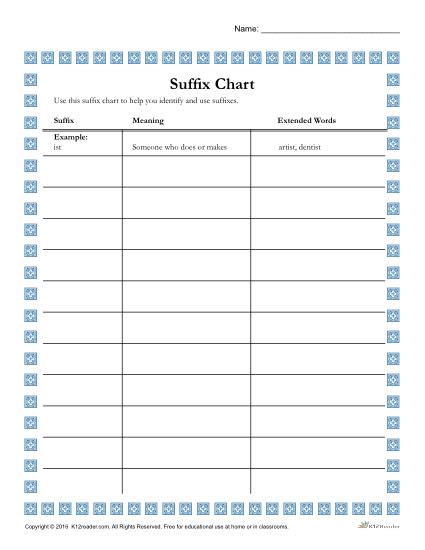 Name: ______________________________
Suffix Chart
Use this suffix chart to help you identify and use suffixes.
Suffix Meaning Extended Words
Example:
ist Someone who does or makes artist, dentist
Copyright © 2016 K12reader.com. All Rights Reserved. Free for educational use at home or in classrooms. K12Reader